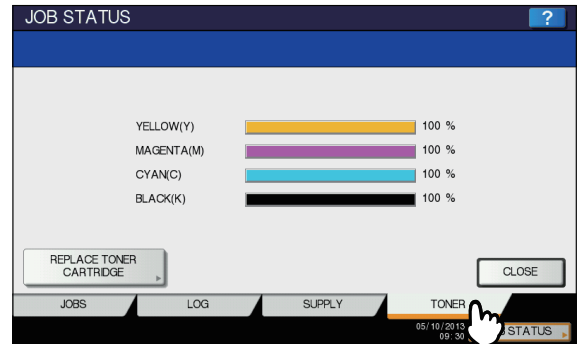 JOB STATUS ?
YELLOW(Y) 100 %
MAGENTA(M) 100 %
CYAN(C) 100 %
BLACK(K) 100 %
REPLACE TONER
CARTRIDGE
CLOSE
JOBS LOG SUPPLY TONER
05/10/2013
09:30
STATUS